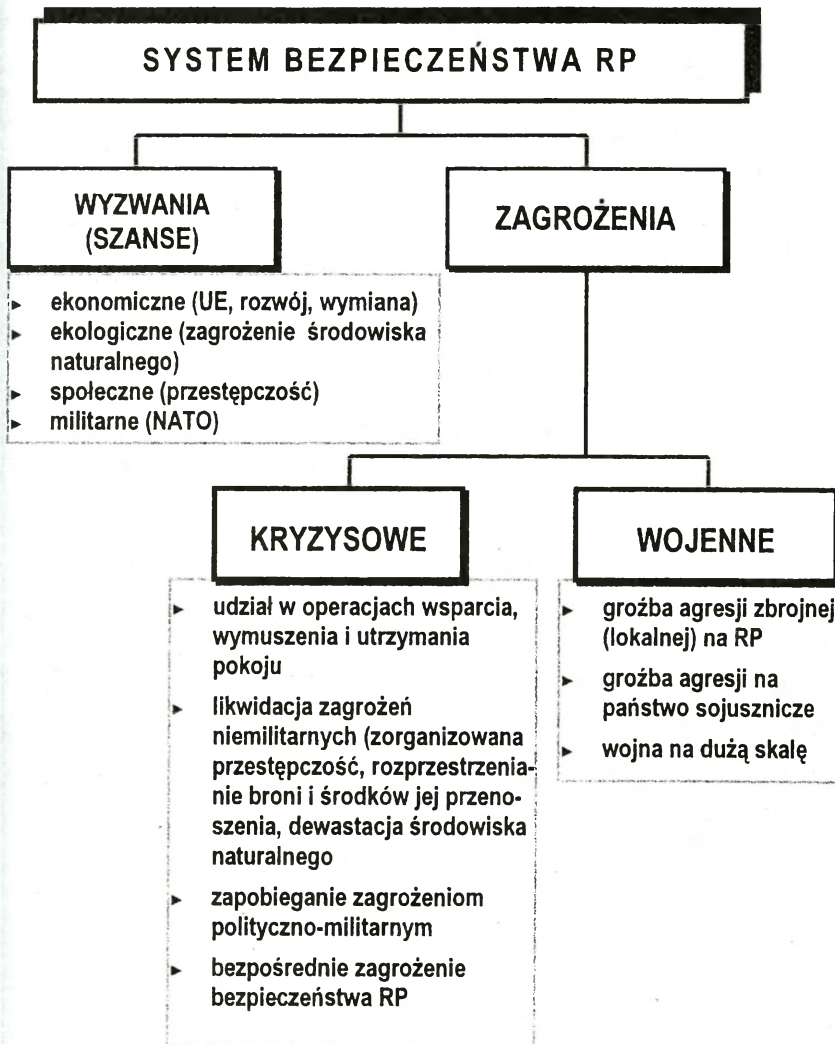 SYSTEM BEZPIECZEŃSTWA RP
WYZWANIA
(SZANSE)
ZAGROŻENIA
► ekonomiczne (UE, rozwój, wymiana)
► ekologiczne (zagrożenie środowiska
naturalnego)
► społeczne (przestępczość)
► militarne (NATO)
KRYZYSOWE
► udział w operacjach wsparcia,
wymuszenia i utrzymania
pokoju
► likwidacja zagrożeń
niemilitarnych (zorganizowana
przestępczość, rozprzestrzenia-
nie broni i środków jej przeno-
szenia, dewastacja środowiska
naturalnego
► zapobieganie zagrożeniom
polityczno-militarnym
► bezpośrednie zagrożenie
bezpieczeństwa RP
WOJENNE
► groźba agresji zbrojnej
(lokalnej) na RP
► groźba agresji na
państwo sojusznicze
► wojna na dużą skalę